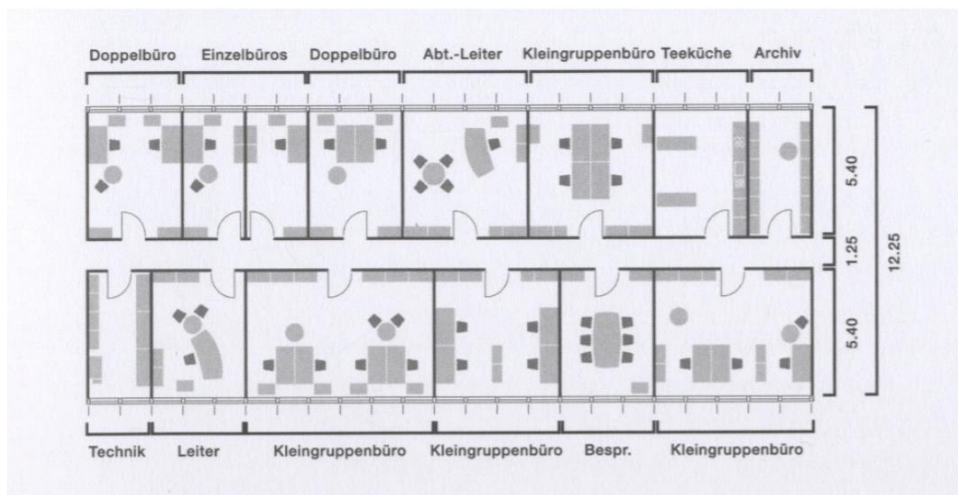 Doppelbüro Einzelbüros Doppelbüro Abt.-Leiter Kleingruppenbüro Teeküche Archiv
5.40
1.25
12.25
5.40
Technik Leiter Kleingruppenbüro Kleingruppenbüro Bespr. Kleingruppenbüro